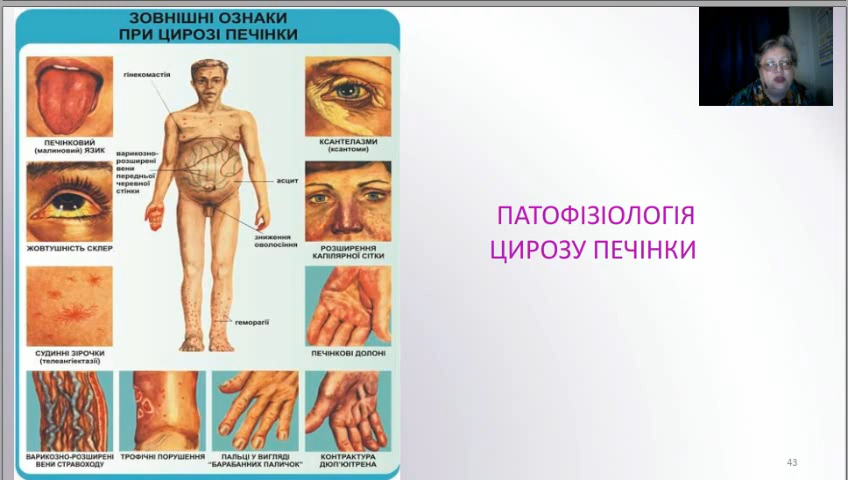 ЗОВНІШНІ ОЗНАКИ
ПРИ ЦИРОЗІ ПЕЧІНКИ
гінекомастія
ПЕЧІНКОВИЙ
(малиновий) ЯЗИК
варикозно-
розширені
вени
передньої
черевної
стінки
КСАНТЕЛАЗМИ
(ксантоми)
асцит
ЖОВТУШНІСТЬ СКЛЕР
зниження
оволосіння
РОЗШИРЕННЯ
КАПІЛЯРНОЇ СІТКИ
геморагії
СУДИННІ ЗІРОЧКИ
(телеангіектазії)
ПЕЧІНКОВІ ДОЛОНІ
ВАРИКОЗНО-РОЗШИРЕНІ
ВЕНИ СТРАВОХОДУ
ТРОФІЧНІ ПОРУШЕННЯ
ПАЛЬЦІ У ВИГЛЯДІ
"БАРАБАННИХ ПАЛИЧОК"
КОНТРАКТУРА
ДЮП'ЮІТРЕНА
ПАТОФІЗІОЛОГІЯ
ЦИРОЗУ ПЕЧІНКИ
43